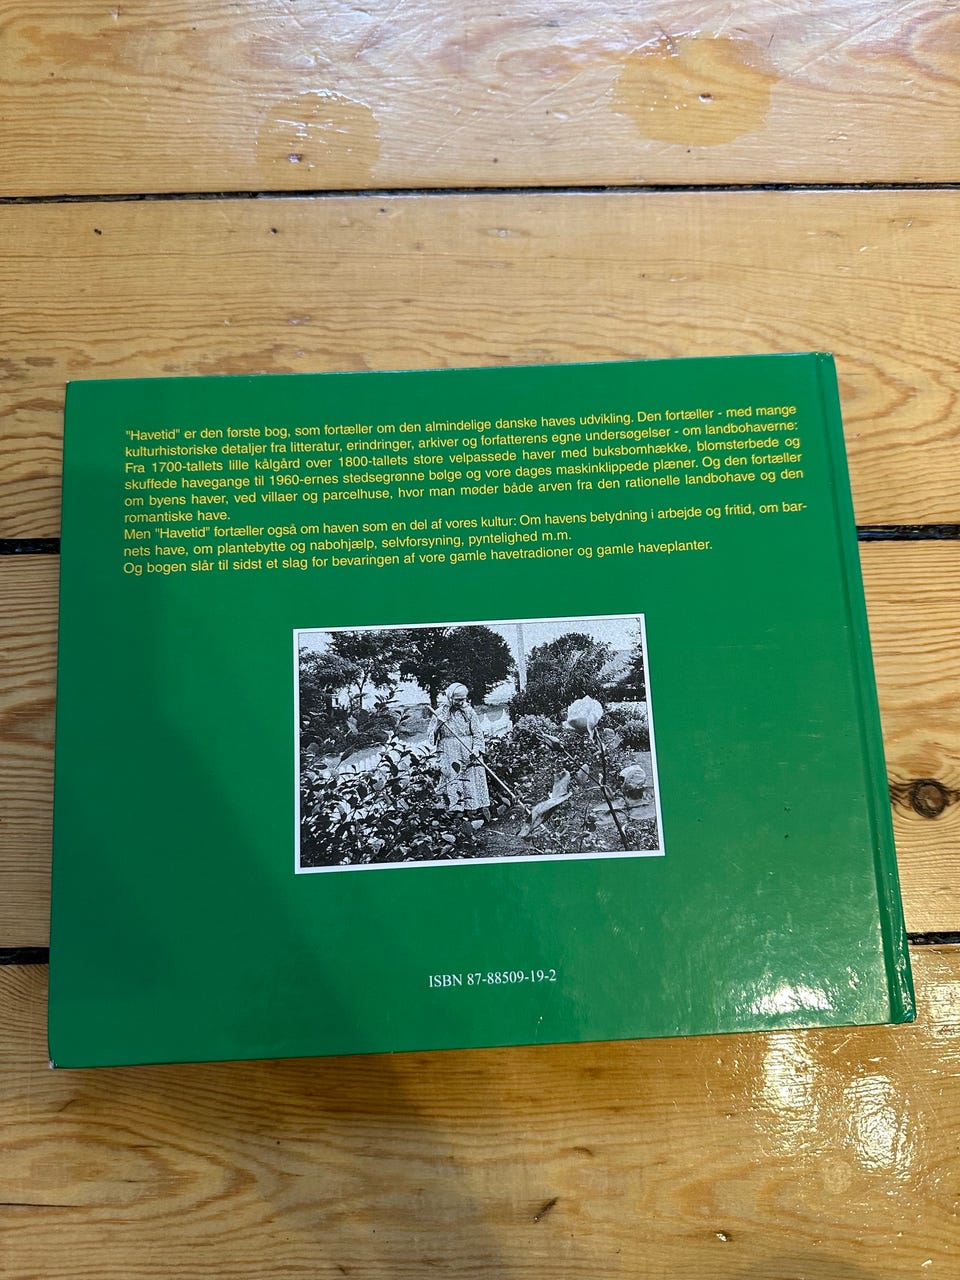 "Havetid" er den første bog, som fortæller om den almindelige danske haves udvikling. Den fortæller - med mange
kulturhistoriske detaljer fra litteratur, erindringer, arkiver og forfatterens egne undersøgelser - om landbohaverne:
Fra 1700-tallets lille kålgård over 1800-tallets store velpassede haver med buksbomhække, blomsterbede og
skuffede havegange til 1960-ernes stedsegrønne bølge og vore dages maskinklippede plæner. Og den fortæller
om byens haver, ved villaer og parcelhuse, hvor man møder både arven fra den rationelle landbohave og den
romantiske have.
Men "Havetid" fortæller også om haven som en del af vores kultur: Om havens betydning i arbejde og fritid, om bar-
nets have, om plantebytte og nabohjælp, selvforsyning, pyntelighed m.m.
Og bogen slår til sidst et slag for bevaringen af vore gamle havetradioner og gamle haveplanter.
ISBN 87-88509-19-2